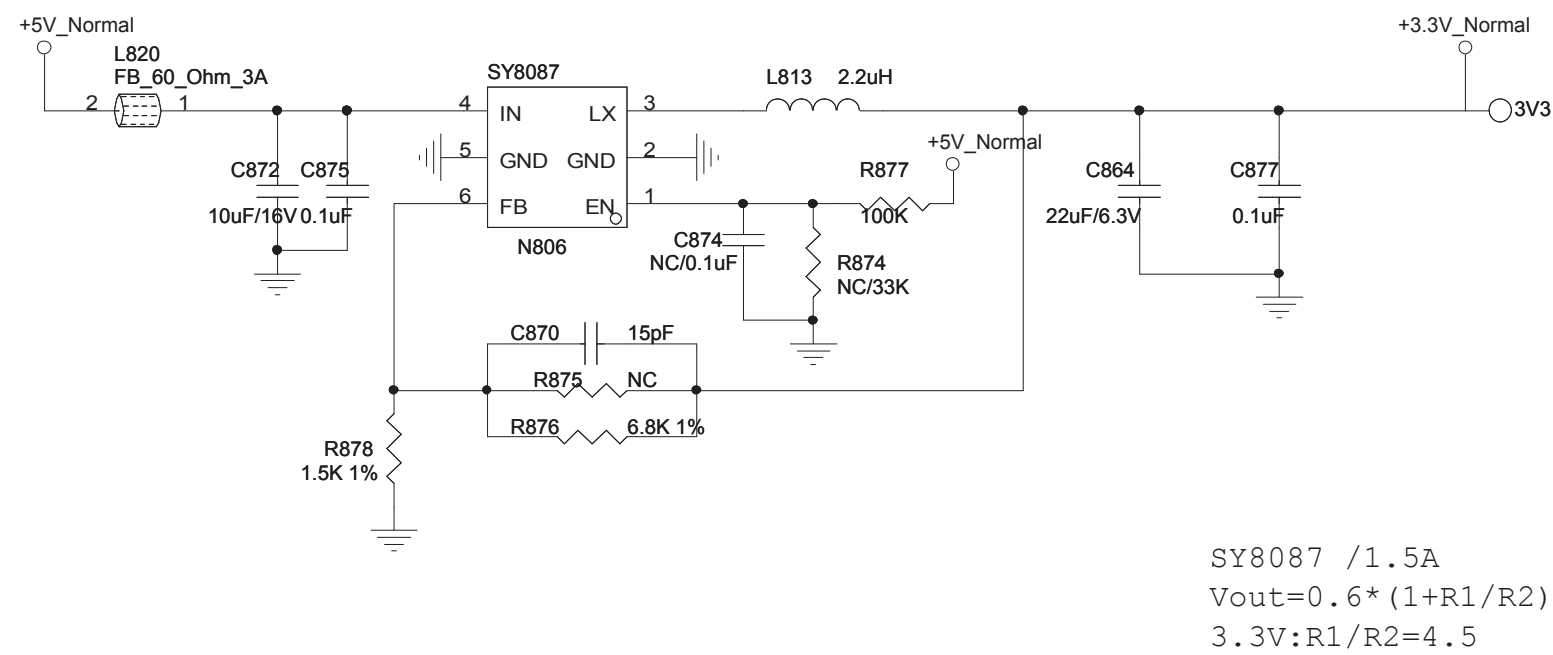 +5V_Normal
+3.3V_Normal
L820
FB_60_Ohm_3A
SY8087
L813 2.2uH
2 1 4 IN LX 3
3V3
5 GND GND 2
+5V_Normal
C872 C875
R877
C864 C877
6 FB EN 1
10uF/16V 0.1uF
100K
22uF/6.3V 0.1uF
N806
C874
NC/0.1uF
R874
NC/33K
C870 15pF
R875 NC
R876 6.8K 1%
R878
1.5K 1%
SY8087 /1.5A
Vout=0.6*(1+R1/R2)
3.3V:R1/R2=4.5